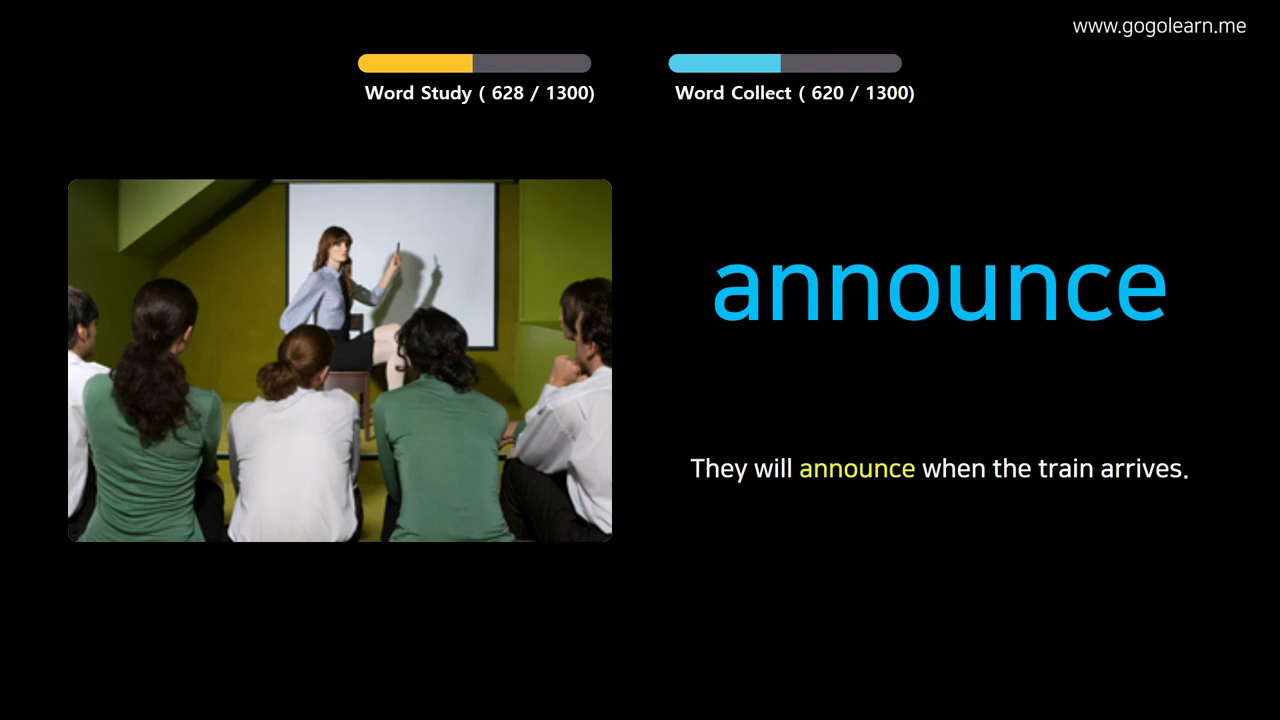 www.gogolearn.me
Word Study ( 628 / 1300)
Word Collect ( 620 / 1300)
announce
They will announce when the train arrives.